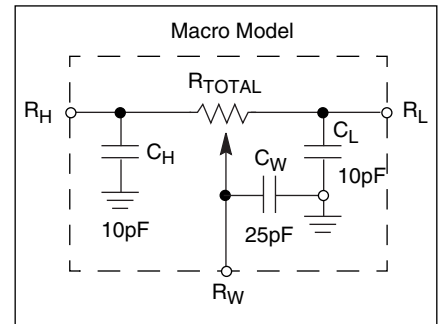 Macro Model
R_TOTAL
R_H
R_L
C_H
C_W
C_L
10pF
10pF
25pF
R_W